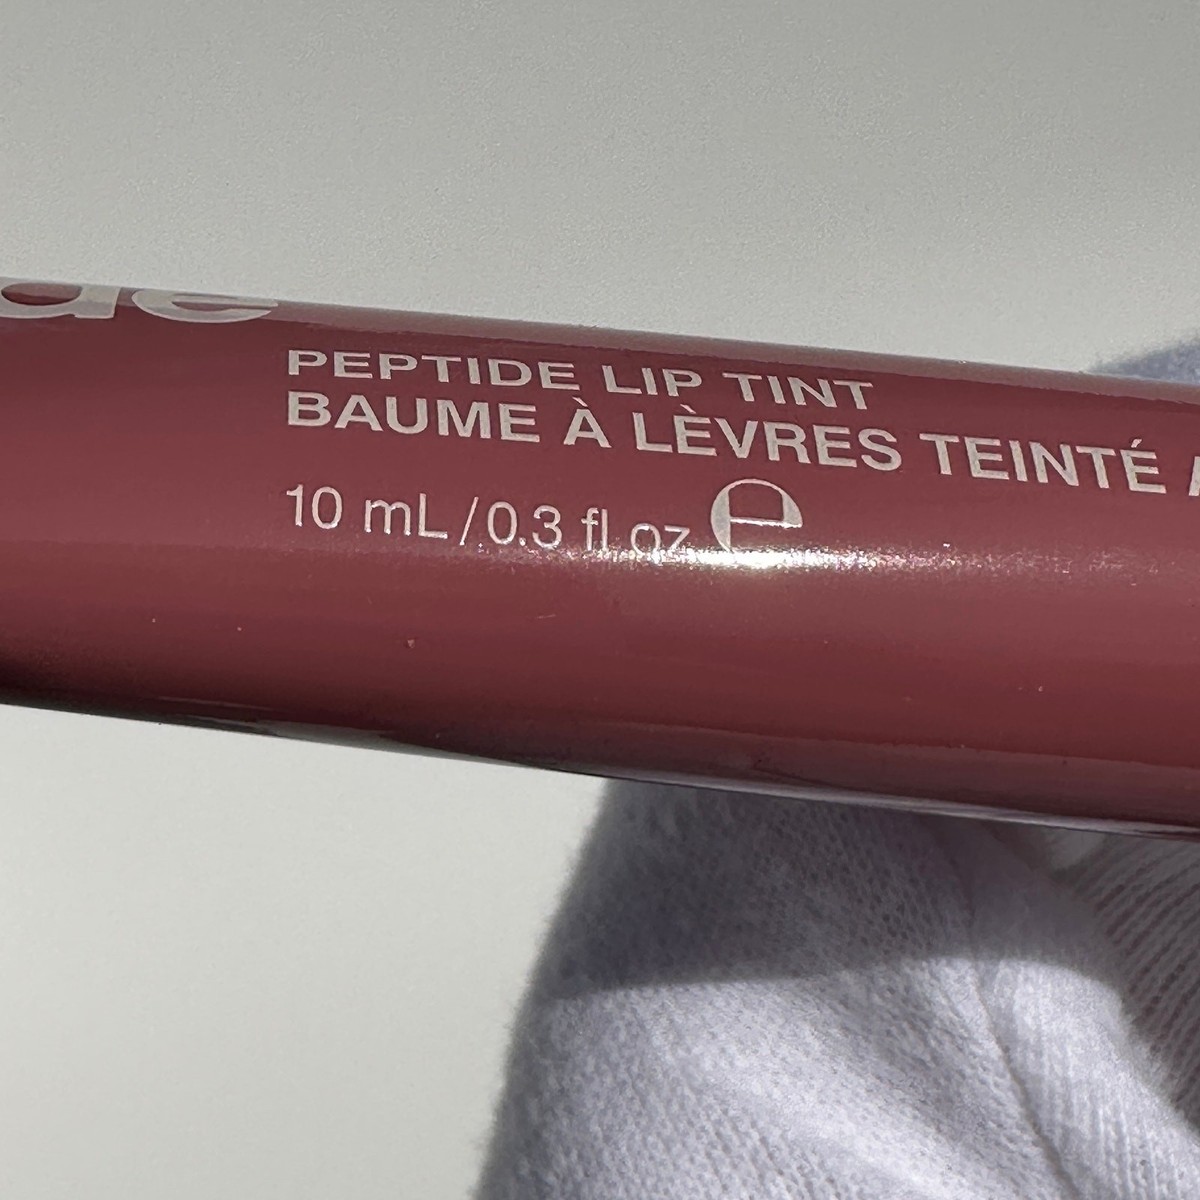 PEPTIDE LIP TINT
BAUME À LÈVRES TEINTÉ
10 mL/0.3 fl oz ℮